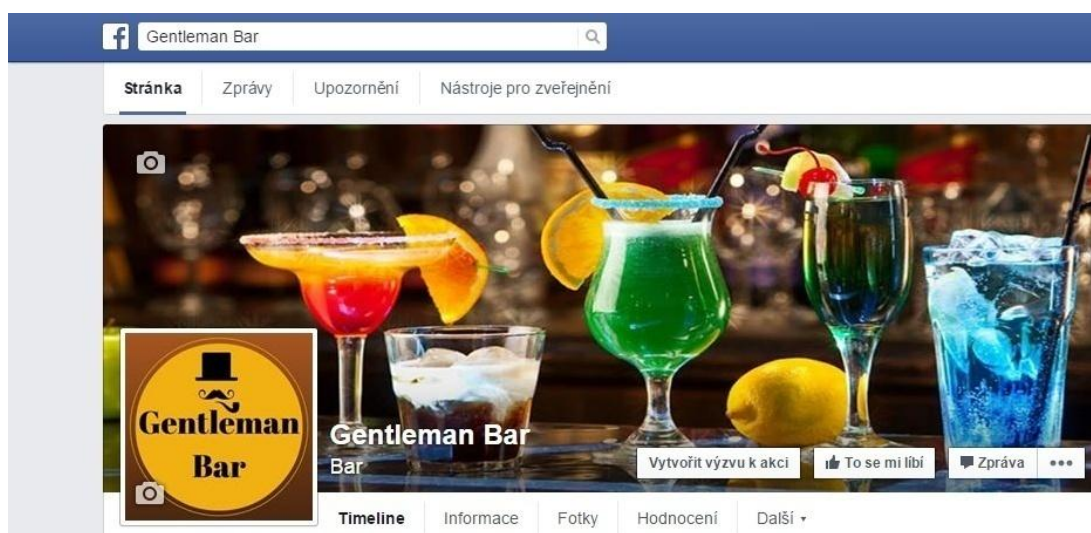 f Gentleman Bar
Stránka Zprávy Upozornění Nástroje pro zveřejnění
Gentleman
Bar
Gentleman Bar
Bar
Vytvořit výzvu k akci To se mi líbí Zpráva •••
Timeline Informace Fotky Hodnocení Další